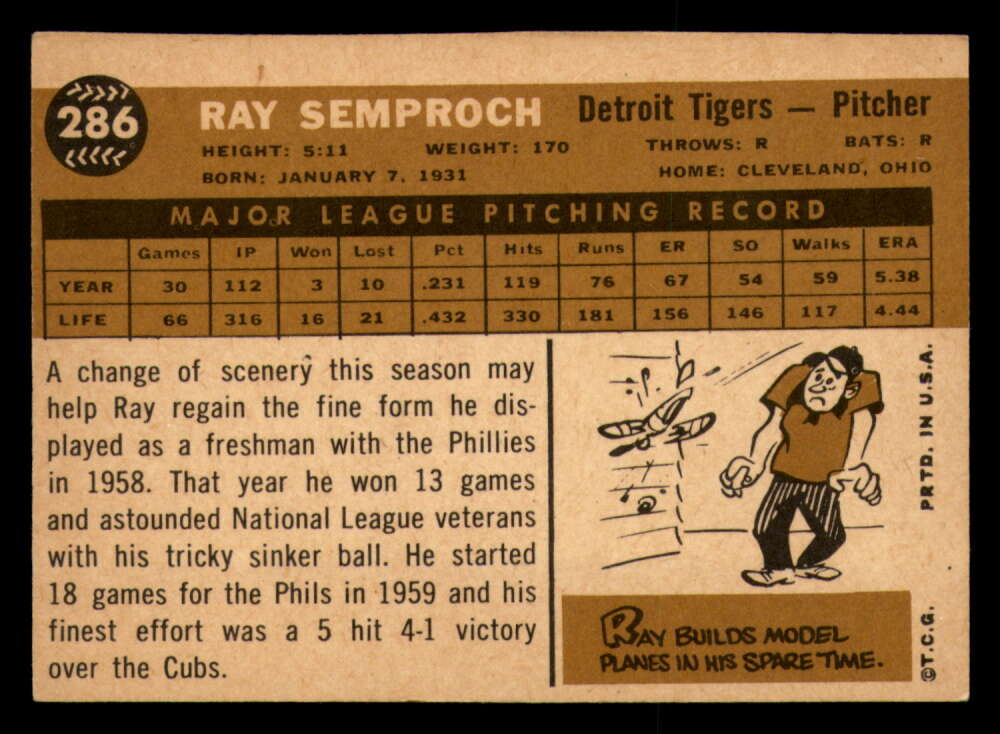 286
RAY SEMPROCH Detroit Tigers — Pitcher
HEIGHT: 5:11 WEIGHT: 170 THROWS: R BATS: R
BORN: JANUARY 7, 1931 HOME: CLEVELAND, OHIO
MAJOR LEAGUE PITCHING RECORD
Games IP Won Lost Pct Hits Runs ER SO Walks ERA
YEAR 30 112 3 10 .231 119 76 67 54 59 5.38
LIFE 66 316 16 21 .432 330 181 156 146 117 4.44
A change of scenery this season may
help Ray regain the fine form he dis-
played as a freshman with the Phillies
in 1958. That year he won 13 games
and astounded National League veterans
with his tricky sinker ball. He started
18 games for the Phils in 1959 and his
finest effort was a 5 hit 4-1 victory
over the Cubs.
RAY BUILDS MODEL
PLANES IN HIS SPARE TIME.
©T.C.G. PRTD. IN U.S.A.